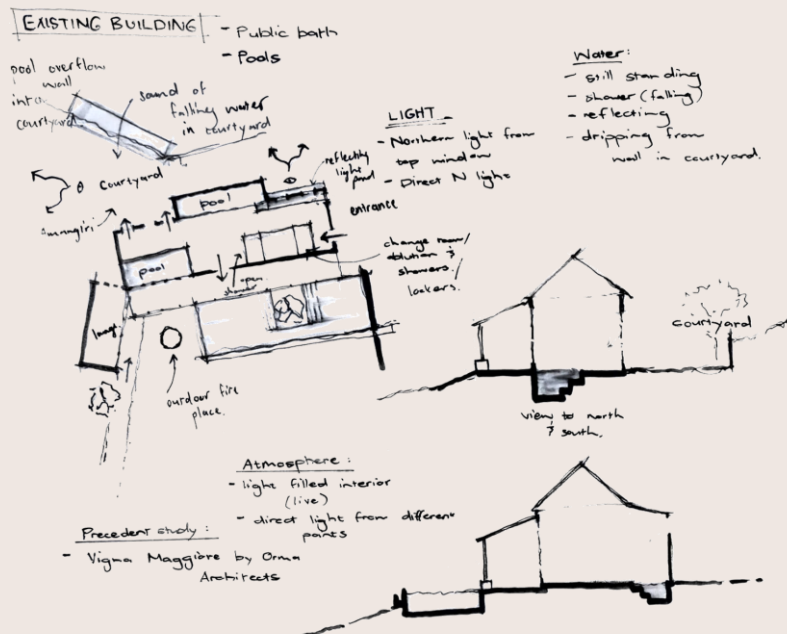 EXISTING BUILDING
- Public bath
- Pools
pool overflow
wall
into
courtyard.
sound of
falling water
in courtyard
LIGHT
- Northern light from
top window
- Direct N light
Water:
- still standing
- shower (falling)
- reflecting
- dripping from
wall in courtyard.
courtyard
reflecting
light
pool
entrance
pool
pool
open
shower
change room/
ablution &
showers/
lockers.
outdoor fire
place.
courtyard
view to north
& south.
Atmosphere:
- light filled interior
(live)
- direct light from different
points
Precedent study:
- Vigna Maggiore by Orma
Architects